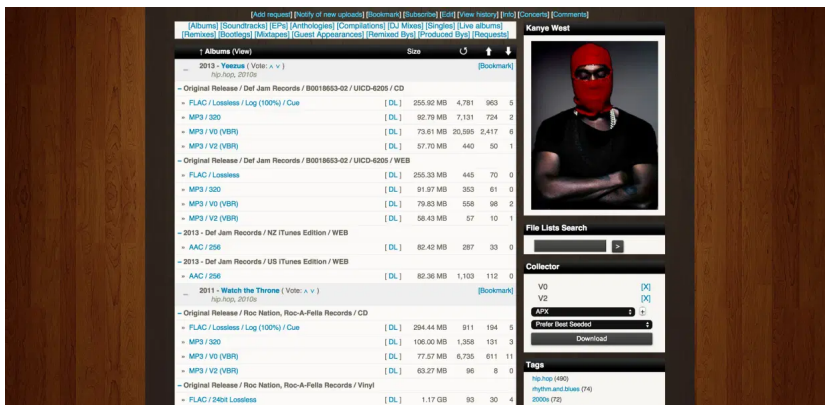 [Add request] [Notify of new uploads] [Bookmark] [Subscribe] [Edit] [View history] [Info] [Concerts] [Comments]
[Albums] [Soundtracks] [EPs] [Anthologies] [Compilations] [DJ Mixes] [Singles] [Live albums]
[Remixes] [Bootlegs] [Mixtapes] [Guest Appearances] [Remixed Bys] [Produced Bys] [Requests]
↑ Albums (View) Size
2013 - Yeezus ( Vote: ʌ v ) [Bookmark]
hip.hop, 2010s
− Original Release / Def Jam Records / B0018653-02 / UICD-6205 / CD
» FLAC / Lossless / Log (100%) / Cue [ DL ] 255.92 MB 4,781 963 5
» MP3 / 320 [ DL ] 92.79 MB 7,131 724 2
» MP3 / V0 (VBR) [ DL ] 73.61 MB 20,595 2,417 6
» MP3 / V2 (VBR) [ DL ] 57.70 MB 440 50 1
− Original Release / Def Jam Records / B0018653-02 / UICD-6205 / WEB
» FLAC / Lossless [ DL ] 255.33 MB 445 70 0
» MP3 / 320 [ DL ] 91.97 MB 353 61 0
» MP3 / V0 (VBR) [ DL ] 79.83 MB 558 98 2
» MP3 / V2 (VBR) [ DL ] 58.43 MB 57 10 1
− 2013 - Def Jam Records / NZ iTunes Edition / WEB
» AAC / 256 [ DL ] 82.42 MB 287 33 0
− 2013 - Def Jam Records / US iTunes Edition / WEB
» AAC / 256 [ DL ] 82.36 MB 1,103 112 0
2011 - Watch the Throne ( Vote: ʌ v ) [Bookmark]
hip.hop, 2010s
− Original Release / Roc Nation, Roc-A-Fella Records / CD
» FLAC / Lossless / Log (100%) / Cue [ DL ] 294.44 MB 911 194 5
» MP3 / 320 [ DL ] 106.00 MB 1,358 131 3
» MP3 / V0 (VBR) [ DL ] 77.57 MB 6,735 611 11
» MP3 / V2 (VBR) [ DL ] 63.27 MB 96 8 0
− Original Release / Roc Nation, Roc-A-Fella Records / Vinyl
» FLAC / 24bit Lossless [ DL ] 1.17 GB 93 30 4
Kanye West
File Lists Search
>
Collector
V0 [X]
V2 [X]
APX +
Prefer Best Seeded
Download
Tags
hip.hop (490)
rhythm.and.blues (74)
2000s (72)